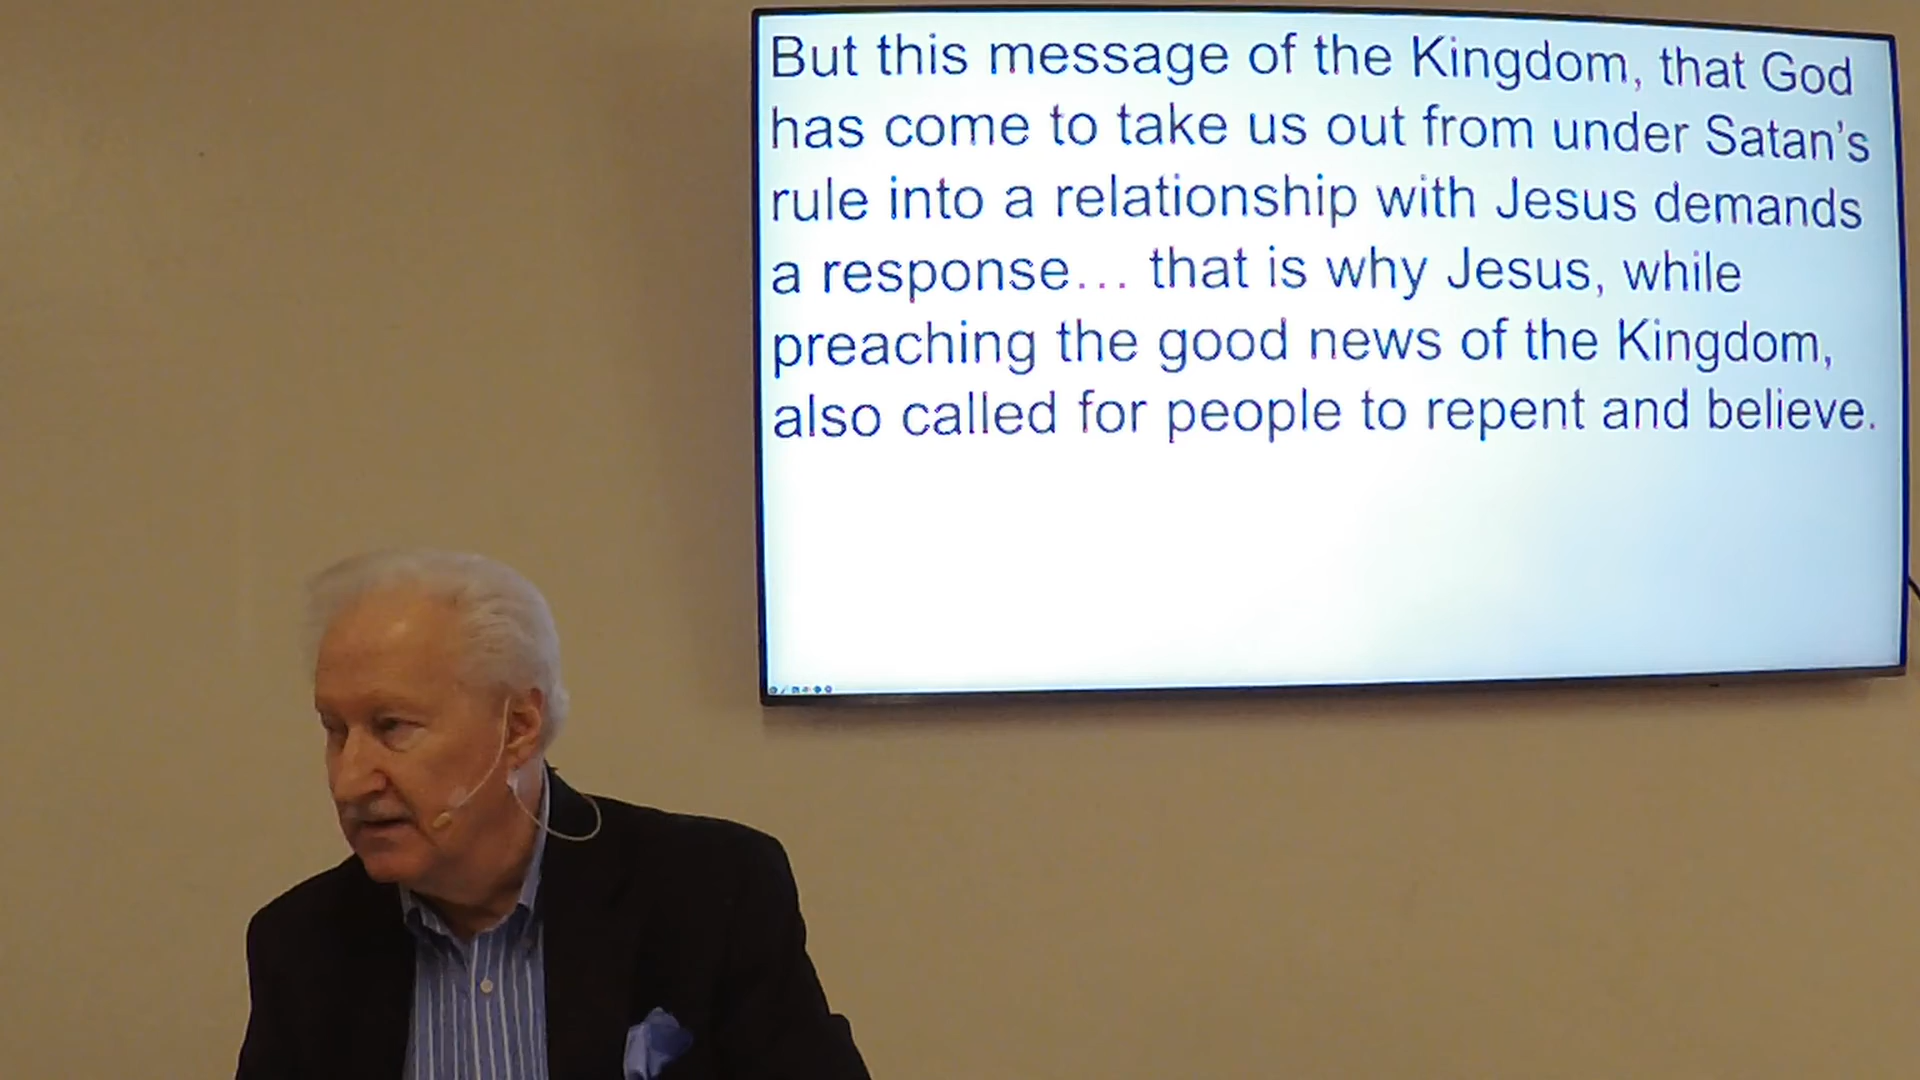 But this message of the Kingdom, that God
has come to take us out from under Satan's
rule into a relationship with Jesus demands
a response... that is why Jesus, while
preaching the good news of the Kingdom,
also called for people to repent and believe.